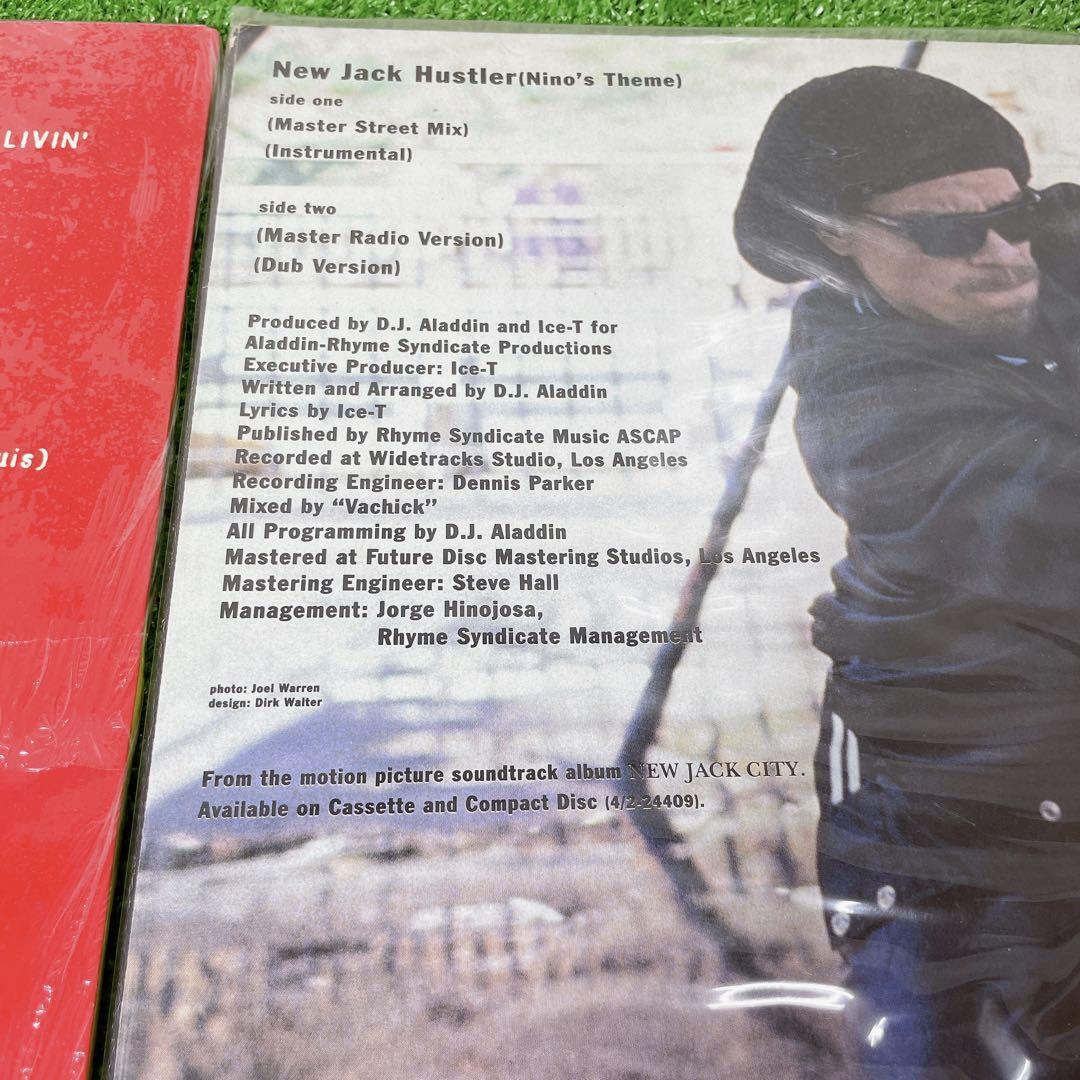 LIVIN'
uis)
New Jack Hustler(Nino's Theme)
side one
(Master Street Mix)
(Instrumental)
side two
(Master Radio Version)
(Dub Version)
Produced by D.J. Aladdin and Ice-T for
Aladdin-Rhyme Syndicate Productions
Executive Producer: Ice-T
Written and Arranged by D.J. Aladdin
Lyrics by Ice-T
Published by Rhyme Syndicate Music ASCAP
Recorded at Widetracks Studio, Los Angeles
Recording Engineer: Dennis Parker
Mixed by “Vachick”
All Programming by D.J. Aladdin
Mastered at Future Disc Mastering Studios, Los Angeles
Mastering Engineer: Steve Hall
Management: Jorge Hinojosa,
Rhyme Syndicate Management
photo: Joel Warren
design: Dirk Walter
From the motion picture soundtrack album NEW JACK CITY.
Available on Cassette and Compact Disc (4/2-24409).